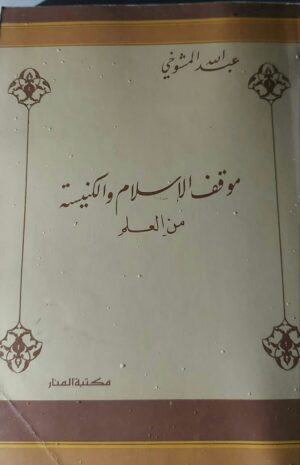 عبد الله المشوخي
موقف الإسلام والكنيسة
من العلم
مكتبة المنار